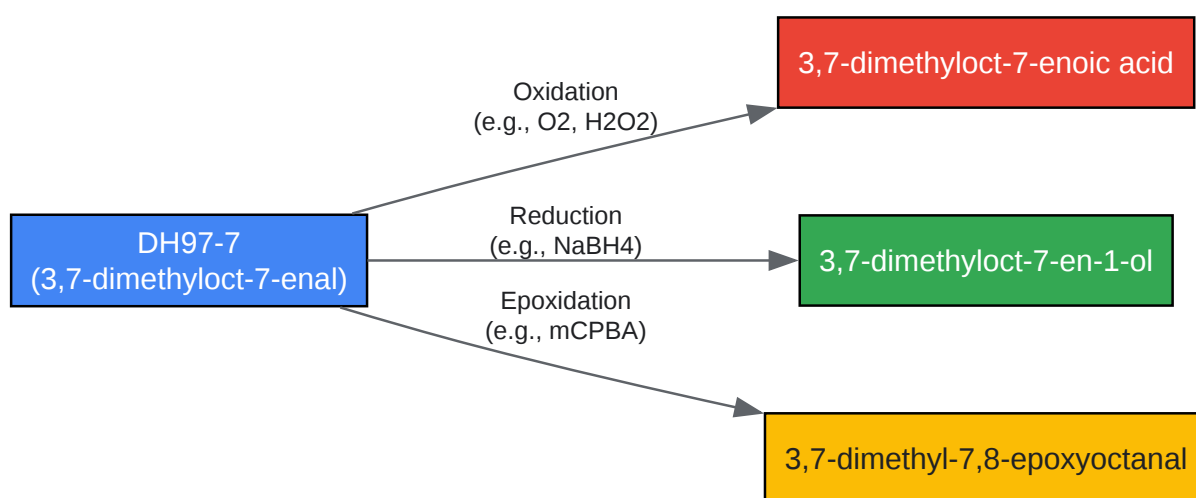 3,7-dimethyloct-7-enoic acid
Oxidation
(e.g., O2, H2O2)
DH97-7
(3,7-dimethyloct-7-enal)
Reduction
(e.g., NaBH4)
3,7-dimethyloct-7-en-1-ol
Epoxidation
(e.g., mCPBA)
3,7-dimethyl-7,8-epoxyoctanal